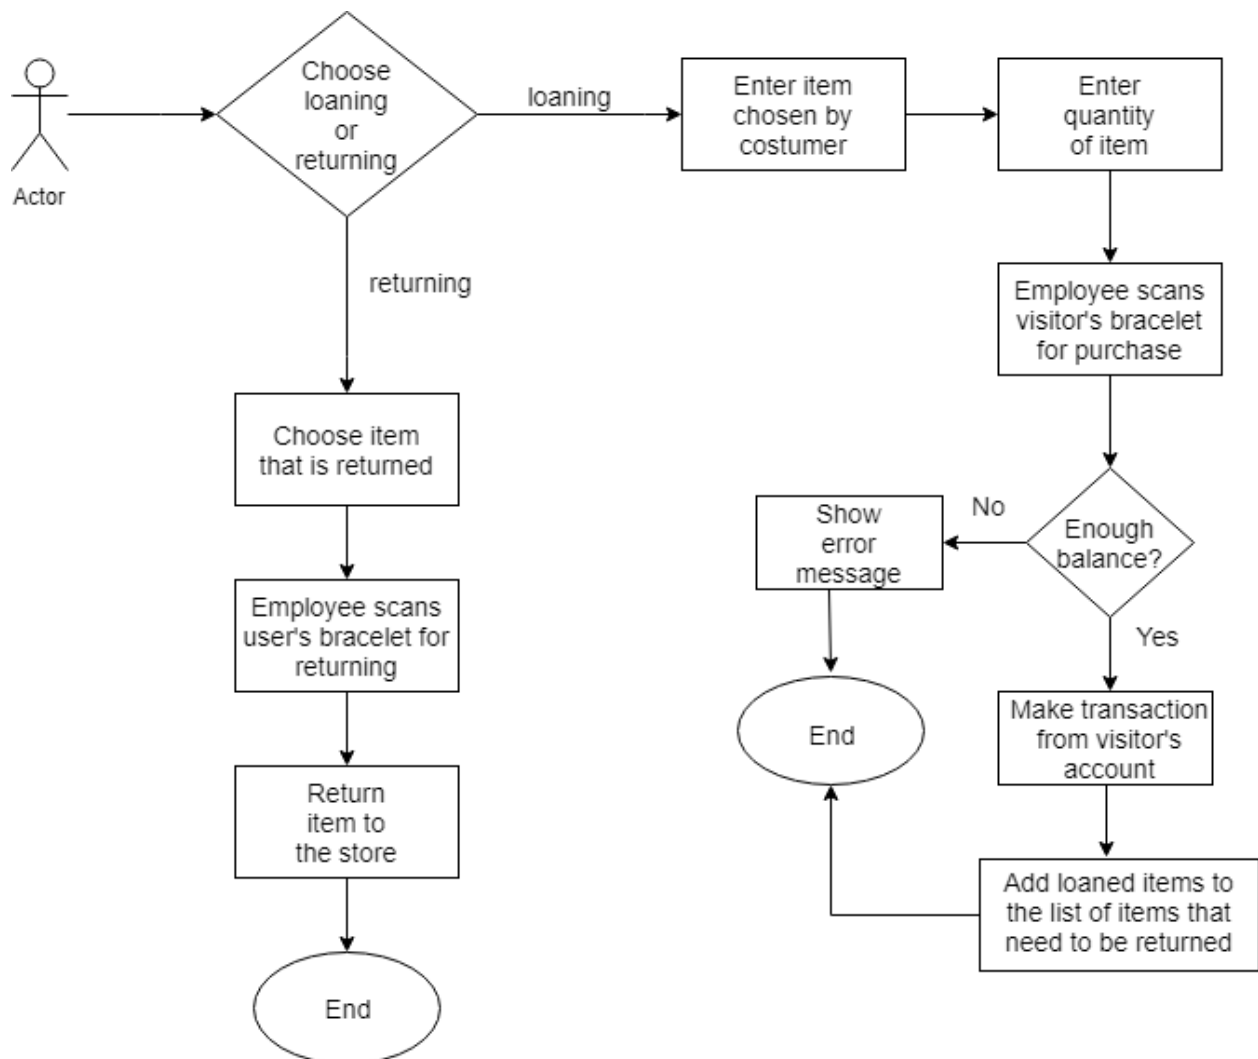 Actor
Choose
loaning
or
returning
loaning
Enter item
chosen by
costumer
Enter
quantity
of item
Employee scans
visitor's bracelet
for purchase
Enough
balance?
No
Show
error
message
End
Yes
Make transaction
from visitor's
account
Add loaned items to
the list of items that
need to be returned
returning
Choose item
that is returned
Employee scans
user's bracelet for
returning
Return
item to
the store
End